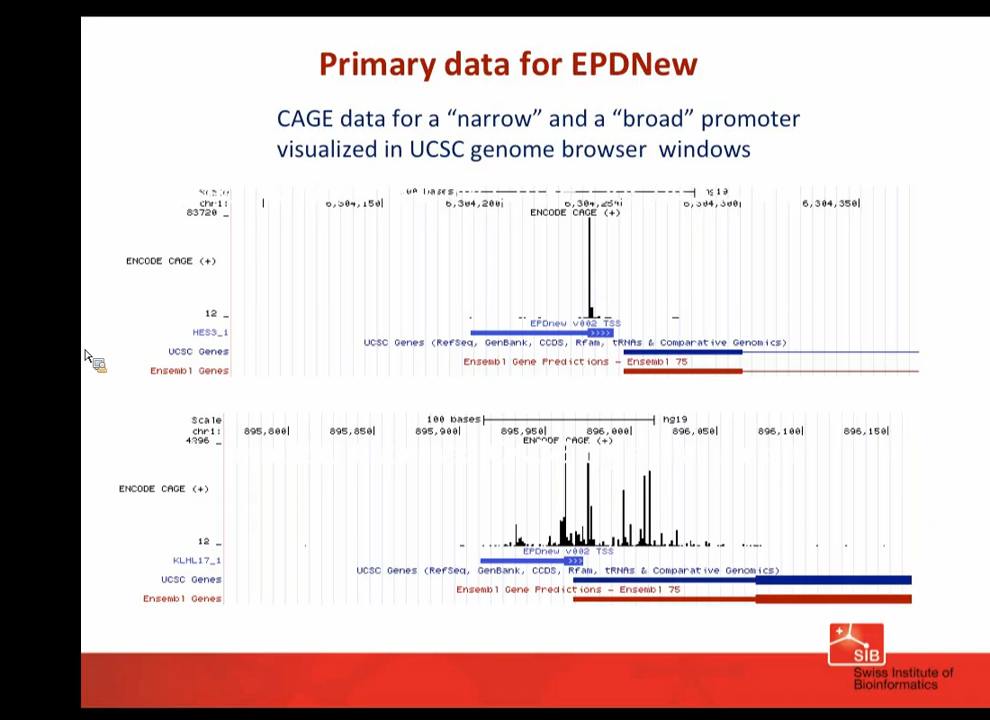 Primary data for EPDNew
CAGE data for a “narrow” and a “broad” promoter
visualized in UCSC genome browser windows
bases
chr1: 6,304,150| 6,304,200| 6,304,350|
83720 _ ENCODE CAGE (+)
ENCODE CAGE (+)
12 _
EPDnew v002 TSS
HES3_1
UCSC Genes (RefSeq, GenBank, CCDS, Rfam, tRNAs & Comparative Genomics)
UCSC Genes
Ensembl Gene Predictions - Ensembl 75
Ensembl Genes
Scale 100 bases hg19
chr1: 895,800| 895,850| 895,900| 895,950| 896,000| 896,050| 896,100| 896,150|
4396 _ ENCODE CAGE (+)
ENCODE CAGE (+)
12 _
EPDnew v002 TSS
KLHL17_1
UCSC Genes (RefSeq, GenBank, CCDS, Rfam, tRNAs & Comparative Genomics)
UCSC Genes
Ensembl Gene Predictions - Ensembl 75
Ensembl Genes
SIB
Swiss Institute of
Bioinformatics